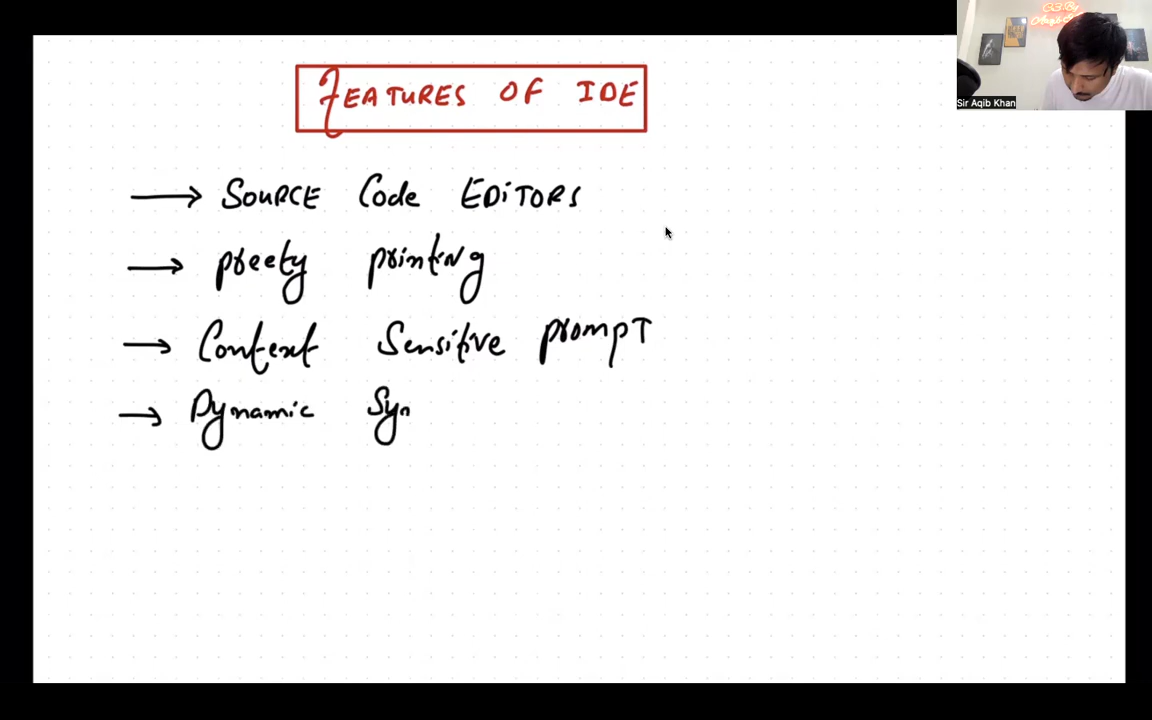 FEATURES OF IDE
→ SOURCE Code EDITORS
→ preety printing
→ Context Sensitive prompt
→ Dynamic Syn
Sir Aqib Khan